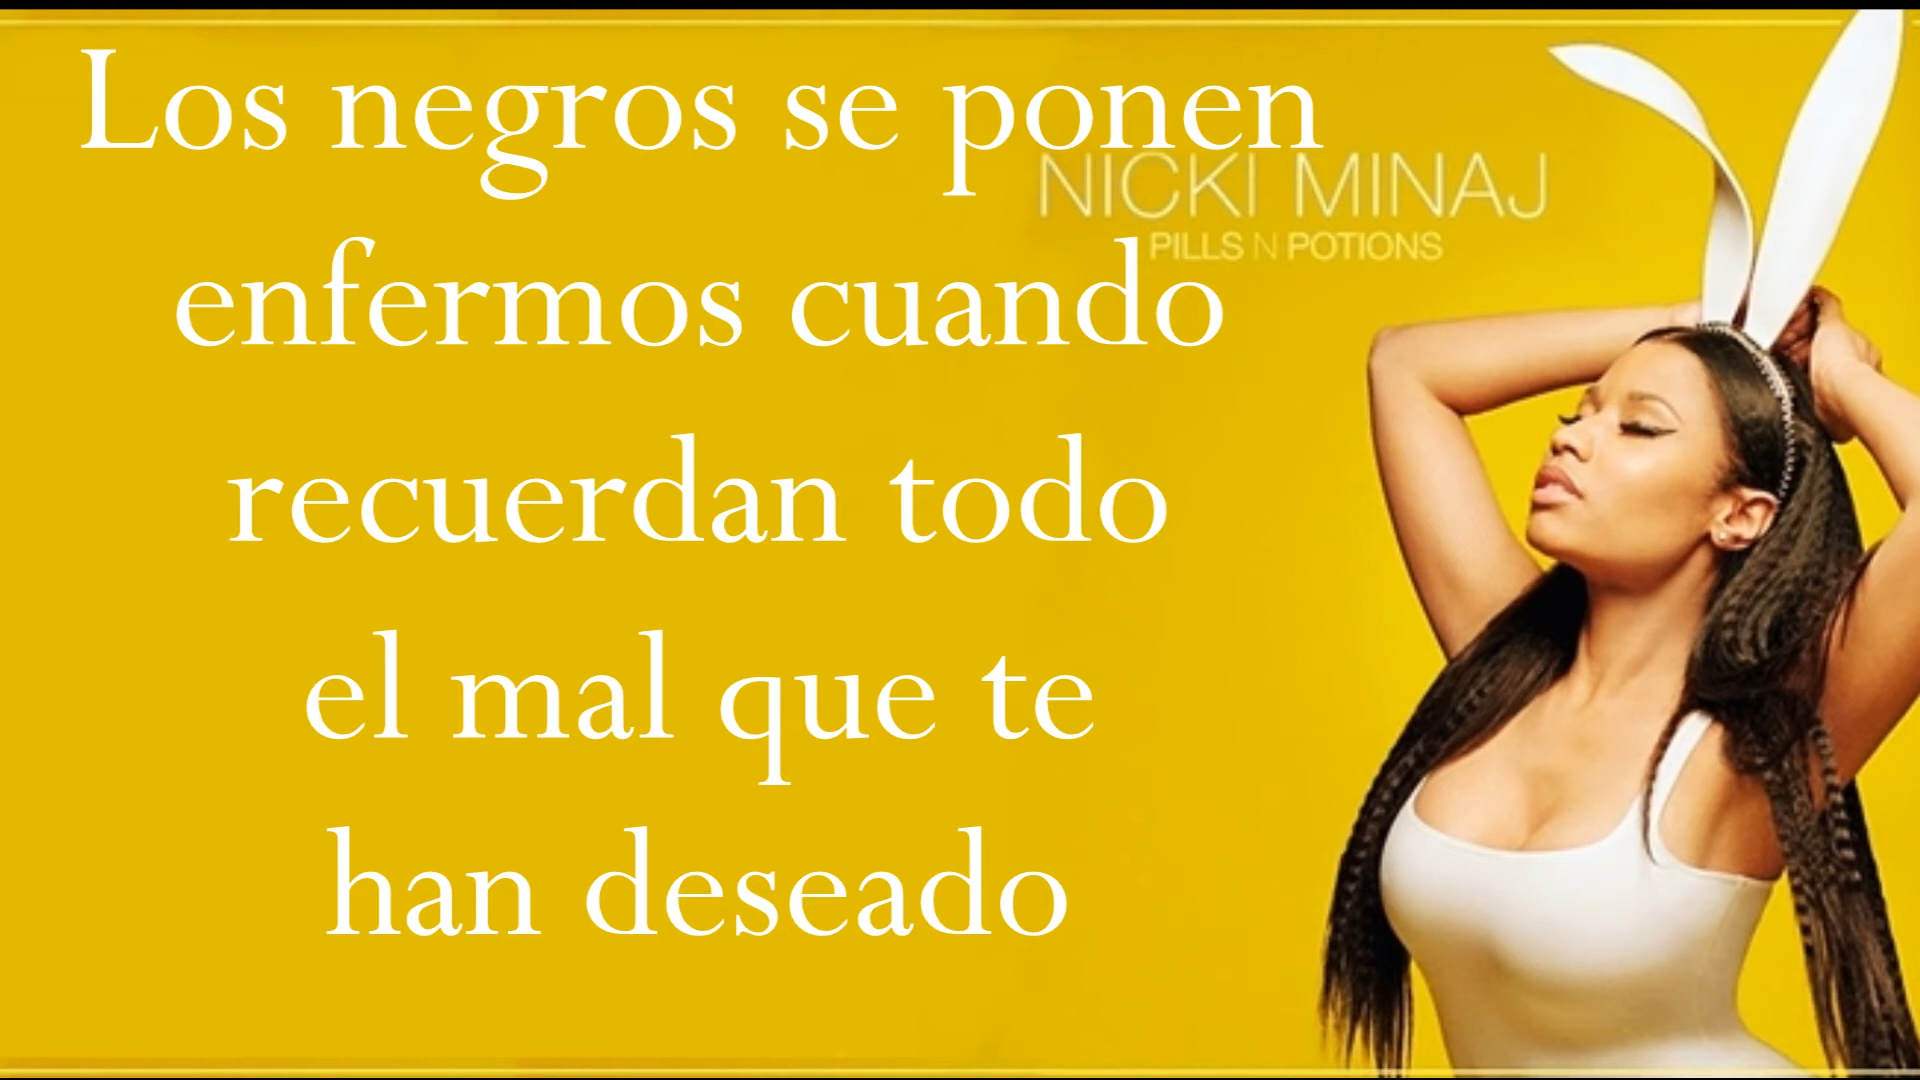 Los negros se ponen
NICKI MINAJ
PILLS N POTIONS
enfermos cuando
recuerdan todo
el mal que te
han deseado